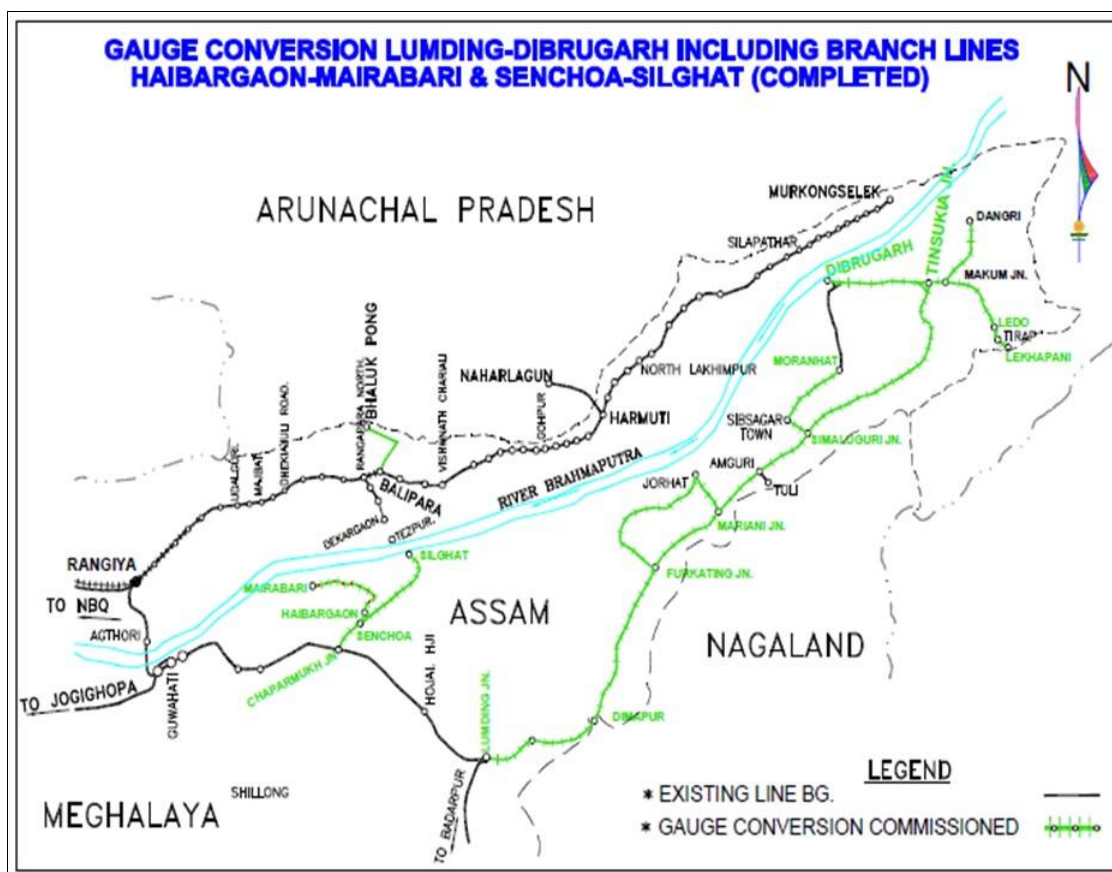 GAUGE CONVERSION LUMDING-DIBRUGARH INCLUDING BRANCH LINES
HAIBARGAON-MAIRABARI & SENCHOA-SILGHAT (COMPLETED)
N
ARUNACHAL PRADESH
MURKONGSELEK
SILAPATHAR
DIBRUGARH
TINSUKIA JN.
DANGRI
MAKUM JN.
LEDO
TIRAP
LEKHAPANI
MORANHAT
NORTH LAKHIMPUR
NAHARLAGUN
HARMUTI
SIBSAGAR
TOWN
SIMALOGURI JN.
AMGURI
TULI
JORHAT
MARIANI JN.
FURKATING JN.
RIVER BRAHMAPUTRA
GOHPUR
VISHWNATH CHARIALI
BHALUK PONG
RANGAPARA NORTH
BALIPARA
DHEKIAJULI ROAD.
MAJBAT
UDALGURI.
DEKARGAON
TEZPUR.
SILGHAT
RANGIYA
TO NBQ
MAIRABARI
HAIBARGAON
SENCHOA
ASSAM
NAGALAND
AGTHORI
CHAPARMUKH JN
TO JOGIGHOPA
GUWAHATI
HOJAI HJI
LUMDING JN.
DIMAPUR
SHILLONG
MEGHALAYA
TO BADARPUR
LEGEND
* EXISTING LINE BG.
* GAUGE CONVERSION COMMISSIONED